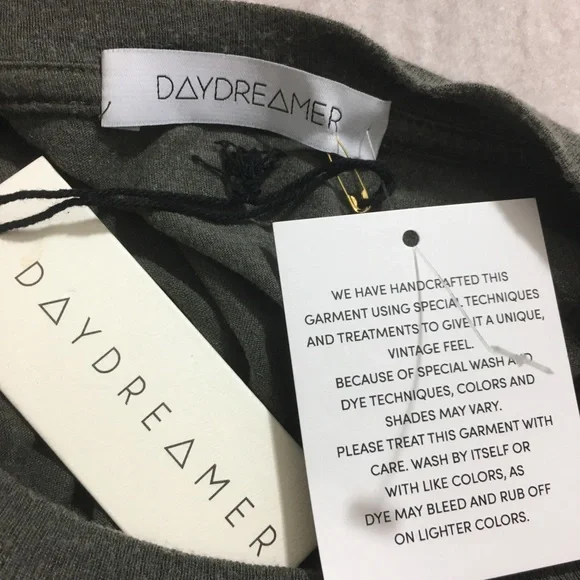 DAYDREAMER
DAYDREAMER
WE HAVE HANDCRAFTED THIS
GARMENT USING SPECIAL TECHNIQUES
AND TREATMENTS TO GIVE IT A UNIQUE,
VINTAGE FEEL.
BECAUSE OF SPECIAL WASH AND
DYE TECHNIQUES, COLORS AND
SHADES MAY VARY.
PLEASE TREAT THIS GARMENT WITH
CARE. WASH BY ITSELF OR
WITH LIKE COLORS, AS
DYE MAY BLEED AND RUB OFF
ON LIGHTER COLORS.